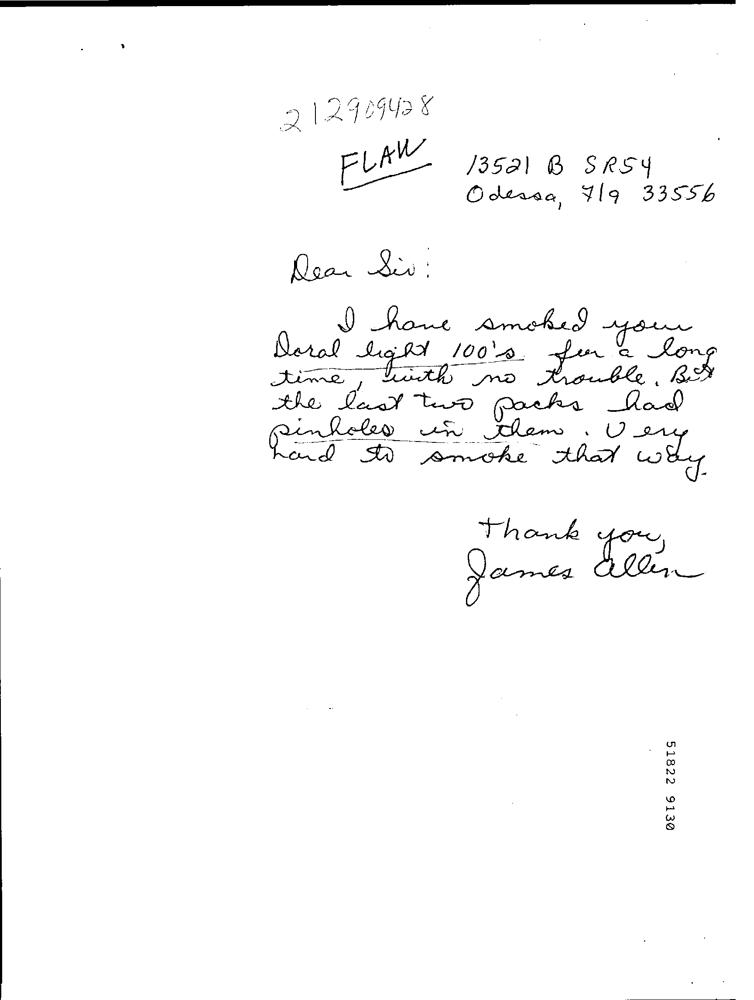 212909428
FLAW
13521 B SR54
Odessa, Fla 33556
Dear Sir:
I have smoked your
Doral light 100's for a long
time, with no trouble. But
the last two packs had
pinholes in them. Very
hard to smoke that way.
Thank you,
James Allen
51822 9130